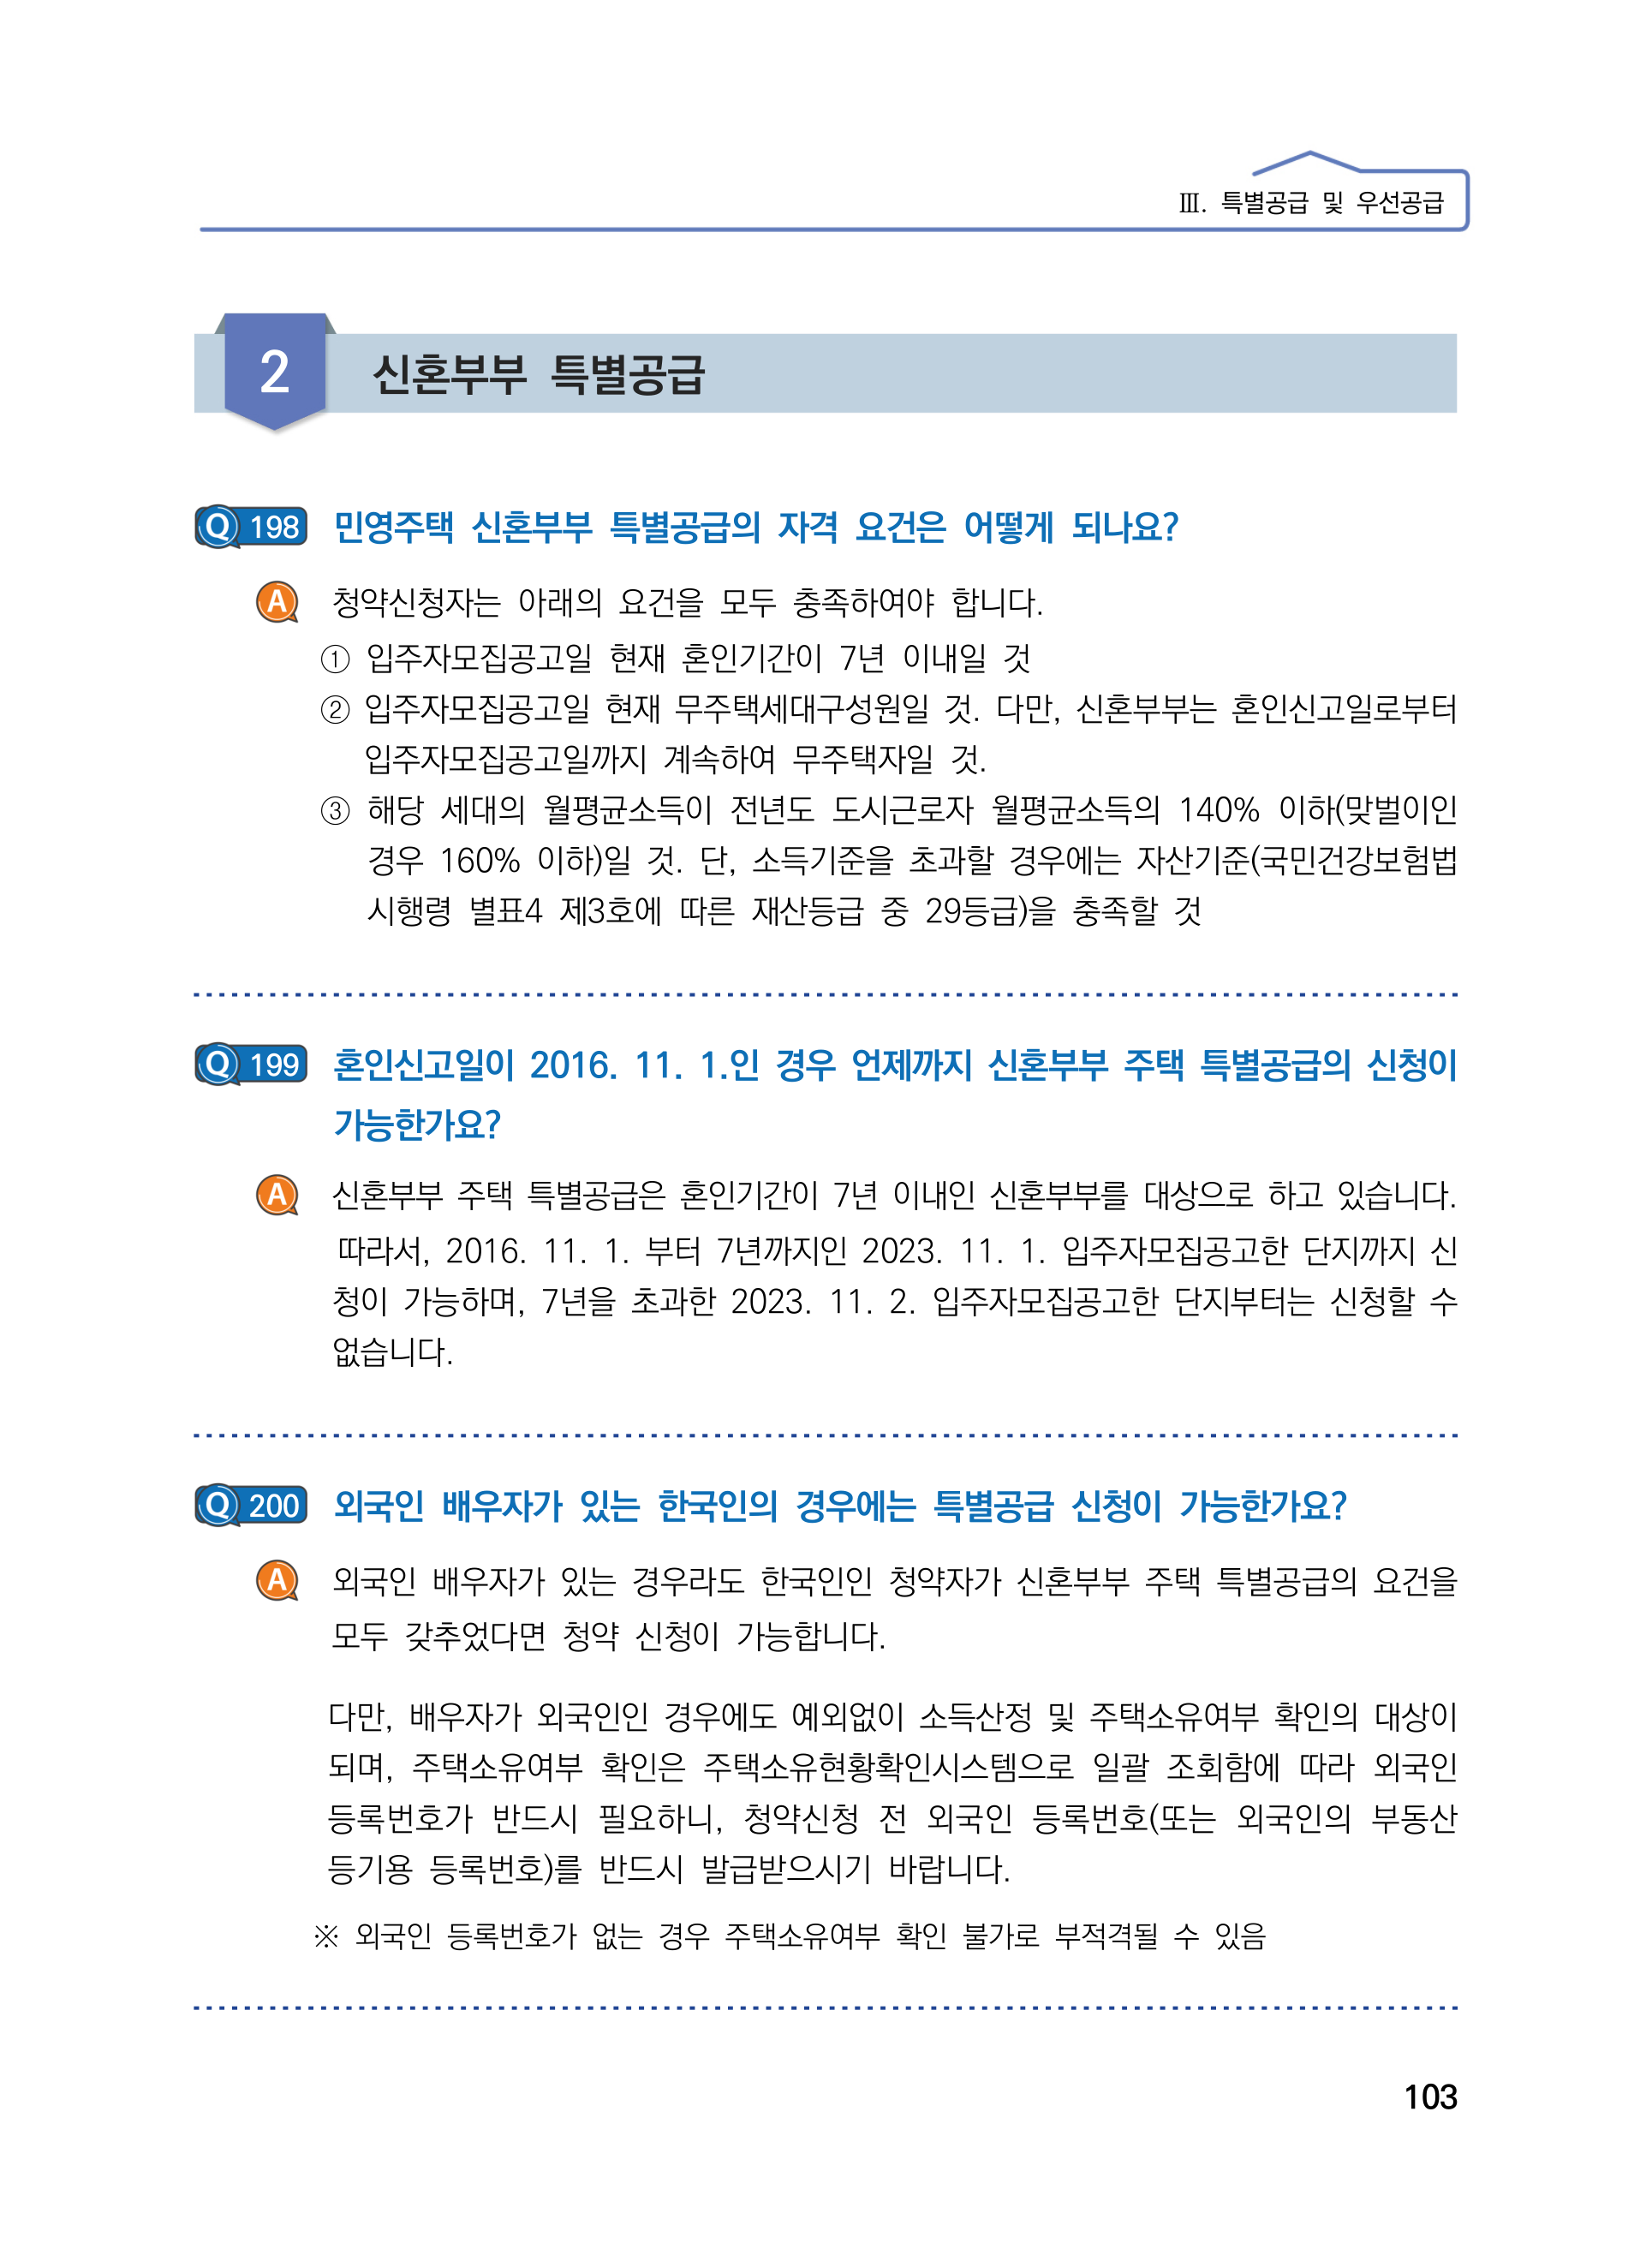 Ⅲ. 특별공급 및 우선공급
2 신혼부부 특별공급
Q 198 민영주택 신혼부부 특별공급의 자격 요건은 어떻게 되나요?
A 청약신청자는 아래의 요건을 모두 충족하여야 합니다.
① 입주자모집공고일 현재 혼인기간이 7년 이내일 것
② 입주자모집공고일 현재 무주택세대구성원일 것. 다만, 신혼부부는 혼인신고일로부터
입주자모집공고일까지 계속하여 무주택자일 것.
③ 해당 세대의 월평균소득이 전년도 도시근로자 월평균소득의 140% 이하(맞벌이인
경우 160% 이하)일 것. 단, 소득기준을 초과할 경우에는 자산기준(국민건강보험법
시행령 별표4 제3호에 따른 재산등급 중 29등급)을 충족할 것
Q 199 혼인신고일이 2016. 11. 1.인 경우 언제까지 신혼부부 주택 특별공급의 신청이
가능한가요?
A 신혼부부 주택 특별공급은 혼인기간이 7년 이내인 신혼부부를 대상으로 하고 있습니다.
따라서, 2016. 11. 1. 부터 7년까지인 2023. 11. 1. 입주자모집공고한 단지까지 신
청이 가능하며, 7년을 초과한 2023. 11. 2. 입주자모집공고한 단지부터는 신청할 수
없습니다.
Q 200 외국인 배우자가 있는 한국인의 경우에는 특별공급 신청이 가능한가요?
A 외국인 배우자가 있는 경우라도 한국인인 청약자가 신혼부부 주택 특별공급의 요건을
모두 갖추었다면 청약 신청이 가능합니다.
다만, 배우자가 외국인인 경우에도 예외없이 소득산정 및 주택소유여부 확인의 대상이
되며, 주택소유여부 확인은 주택소유현황확인시스템으로 일괄 조회함에 따라 외국인
등록번호가 반드시 필요하니, 청약신청 전 외국인 등록번호(또는 외국인의 부동산
등기용 등록번호)를 반드시 발급받으시기 바랍니다.
※ 외국인 등록번호가 없는 경우 주택소유여부 확인 불가로 부적격될 수 있음
103